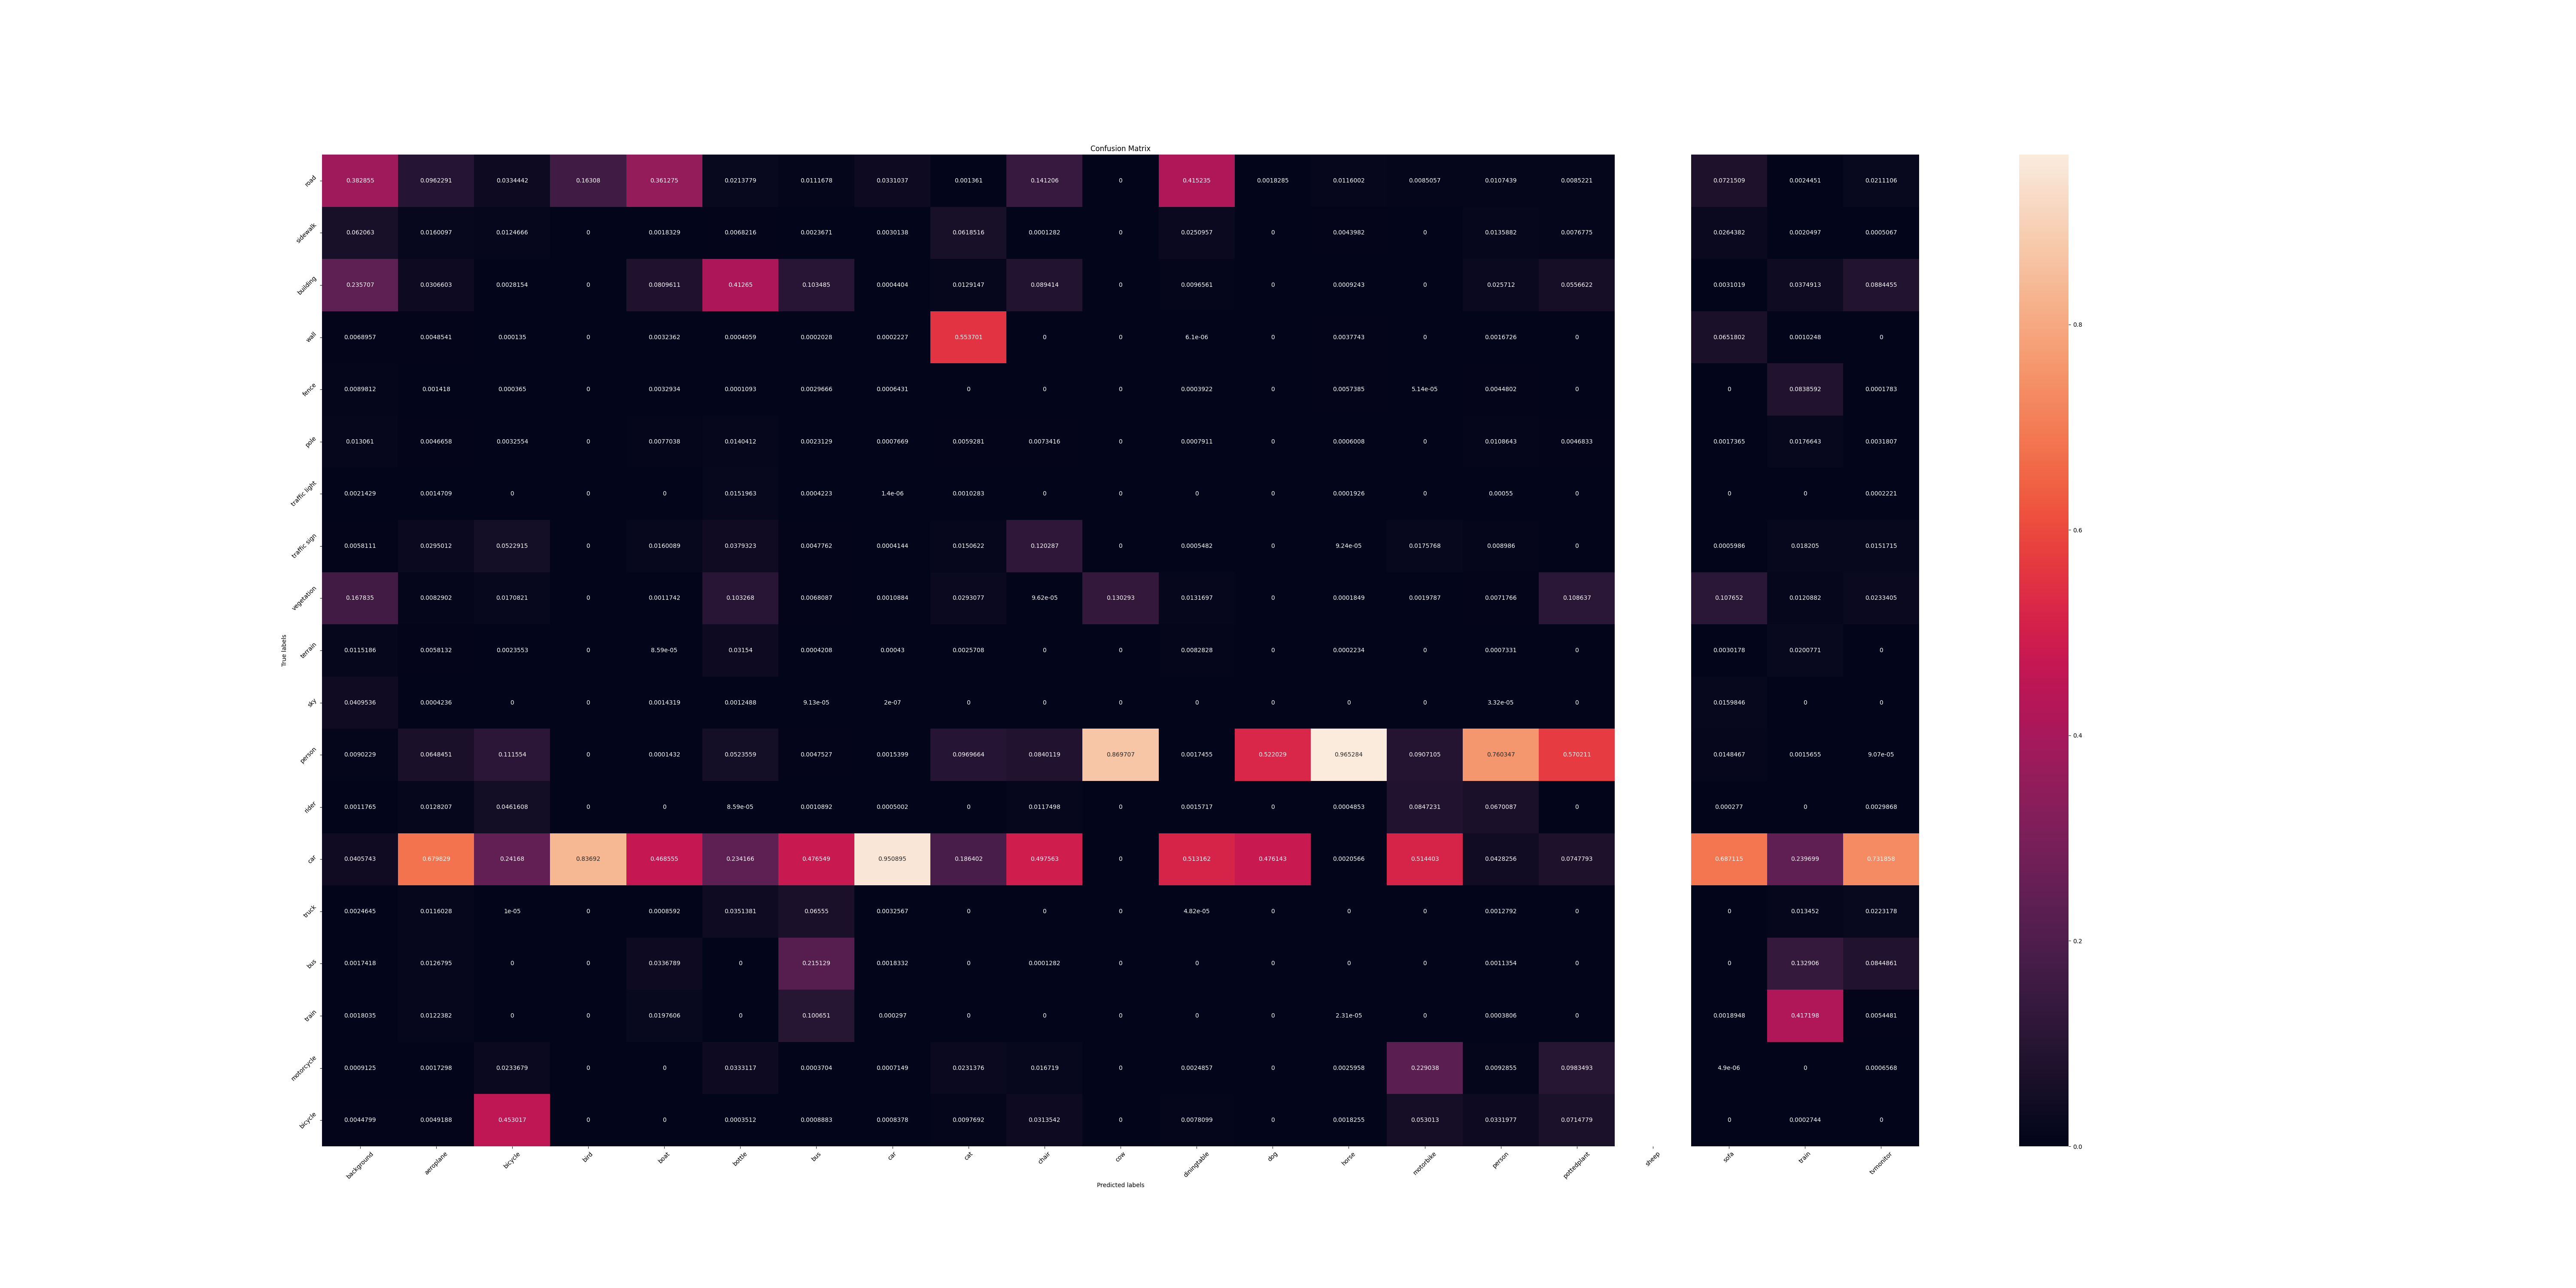 Confusion Matrix
road 0.382855 0.0962291 0.0334442 0.16308 0.361275 0.0213779 0.0111678 0.0331037 0.001361 0.141206 0 0.415235 0.0018285 0.0116002 0.0085057 0.0107439 0.0085221 0.0721509 0.0024451 0.0211106
sidewalk 0.062063 0.0160097 0.0124666 0 0.0018329 0.0068216 0.0023671 0.0030138 0.0618516 0.0001282 0 0.0250957 0 0.0043982 0 0.0135882 0.0076775 0.0264382 0.0020497 0.0005067
building 0.235707 0.0306603 0.0028154 0 0.0809611 0.41265 0.103485 0.0004404 0.0129147 0.089414 0 0.0096561 0 0.0009243 0 0.025712 0.0556622 0.0031019 0.0374913 0.0884455
wall 0.0068957 0.0048541 0.000135 0 0.0032362 0.0004059 0.0002028 0.0002227 0.553701 0 0 6.1e-06 0 0.0037743 0 0.0016726 0 0.0651802 0.0010248 0
0.8
fence 0.0089812 0.001418 0.000365 0 0.0032934 0.0001093 0.0029666 0.0006431 0 0 0 0.0003922 0 0.0057385 5.14e-05 0.0044802 0 0 0.0838592 0.0001783
pole 0.013061 0.0046658 0.0032554 0 0.0077038 0.0140412 0.0023129 0.0007669 0.0059281 0.0073416 0 0.0007911 0 0.0006008 0 0.0108643 0.0046833 0.0017365 0.0176643 0.0031807
traffic light 0.0021429 0.0014709 0 0 0 0.0151963 0.0004223 1.4e-06 0.0010283 0 0 0 0 0.0001926 0 0.00055 0 0 0 0.0002221
0.6
traffic sign 0.0058111 0.0295012 0.0522915 0 0.0160089 0.0379323 0.0047762 0.0004144 0.0150622 0.120287 0 0.0005482 0 9.24e-05 0.0175768 0.008986 0 0.0005986 0.018205 0.0151715
vegetation 0.167835 0.0082902 0.0170821 0 0.0011742 0.103268 0.0068087 0.0010884 0.0293077 9.62e-05 0.130293 0.0131697 0 0.0001849 0.0019787 0.0071766 0.108637 0.107652 0.0120882 0.0233405
True labels
terrain 0.0115186 0.0058132 0.0023553 0 8.59e-05 0.03154 0.0004208 0.00043 0.0025708 0 0 0.0082828 0 0.0002234 0 0.0007331 0 0.0030178 0.0200771 0
sky 0.0409536 0.0004236 0 0 0.0014319 0.0012488 9.13e-05 2e-07 0 0 0 0 0 0 0 3.32e-05 0 0.0159846 0 0
0.4
person 0.0090229 0.0648451 0.111554 0 0.0001432 0.0523559 0.0047527 0.0015399 0.0969664 0.0840119 0.869707 0.0017455 0.522029 0.965284 0.0907105 0.760347 0.570211 0.0148467 0.0015655 9.07e-05
rider 0.0011765 0.0128207 0.0461608 0 0 8.59e-05 0.0010892 0.0005002 0 0.0117498 0 0.0015717 0 0.0004853 0.0847231 0.0670087 0 0.000277 0 0.0029868
car 0.0405743 0.679829 0.24168 0.83692 0.468555 0.234166 0.476549 0.950895 0.186402 0.497563 0 0.513162 0.476143 0.0020566 0.514403 0.0428256 0.0747793 0.687115 0.239699 0.731858
truck 0.0024645 0.0116028 1e-05 0 0.0008592 0.0351381 0.06555 0.0032567 0 0 0 4.82e-05 0 0 0 0.0012792 0 0 0.013452 0.0223178
0.2
bus 0.0017418 0.0126795 0 0 0.0336789 0 0.215129 0.0018332 0 0.0001282 0 0 0 0 0 0.0011354 0 0 0.132906 0.0844861
train 0.0018035 0.0122382 0 0 0.0197606 0 0.100651 0.000297 0 0 0 0 0 2.31e-05 0 0.0003806 0 0.0018948 0.417198 0.0054481
motorcycle 0.0009125 0.0017298 0.0233679 0 0 0.0333117 0.0003704 0.0007149 0.0231376 0.016719 0 0.0024857 0 0.0025958 0.229038 0.0092855 0.0983493 4.9e-06 0 0.0006568
bicycle 0.0044799 0.0049188 0.453017 0 0 0.0003512 0.0008883 0.0008378 0.0097692 0.0313542 0 0.0078099 0 0.0018255 0.053013 0.0331977 0.0714779 0 0.0002744 0
0.0
background aeroplane bicycle bird boat bottle bus car cat chair cow diningtable dog horse motorbike person pottedplant sheep sofa train tvmonitor
Predicted labels